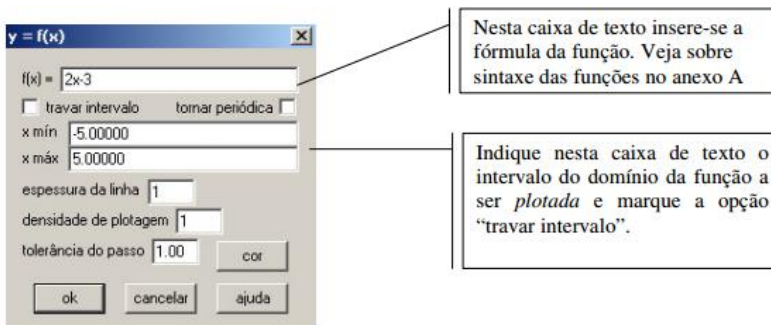 y = f(x)
f(x) = 2x-3
travar intervalo tornar periódica
x mín -5.00000
x máx 5.00000
espessura da linha 1
densidade de plotagem 1
tolerância do passo 1.00 cor
ok cancelar ajuda
Nesta caixa de texto insere-se a
fórmula da função. Veja sobre
sintaxe das funções no anexo A
Indique nesta caixa de texto o
intervalo do domínio da função a
ser plotada e marque a opção
“travar intervalo”.